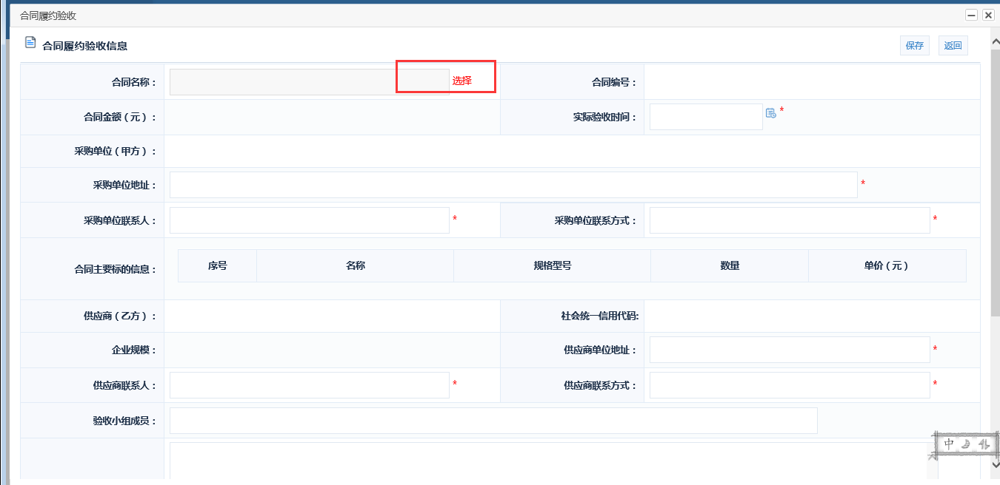 合同履约验收
合同履约验收信息 保存 返回
合同名称： 选择 合同编号：
合同金额（元）： 实际验收时间： *
采购单位（甲方）：
采购单位地址： *
采购单位联系人： * 采购单位联系方式： *
合同主要标的信息： 序号 名称 规格型号 数量 单价（元）
供应商（乙方）： 社会统一信用代码:
企业规模： 供应商单位地址： *
供应商联系人： * 供应商联系方式： *
验收小组成员：
中